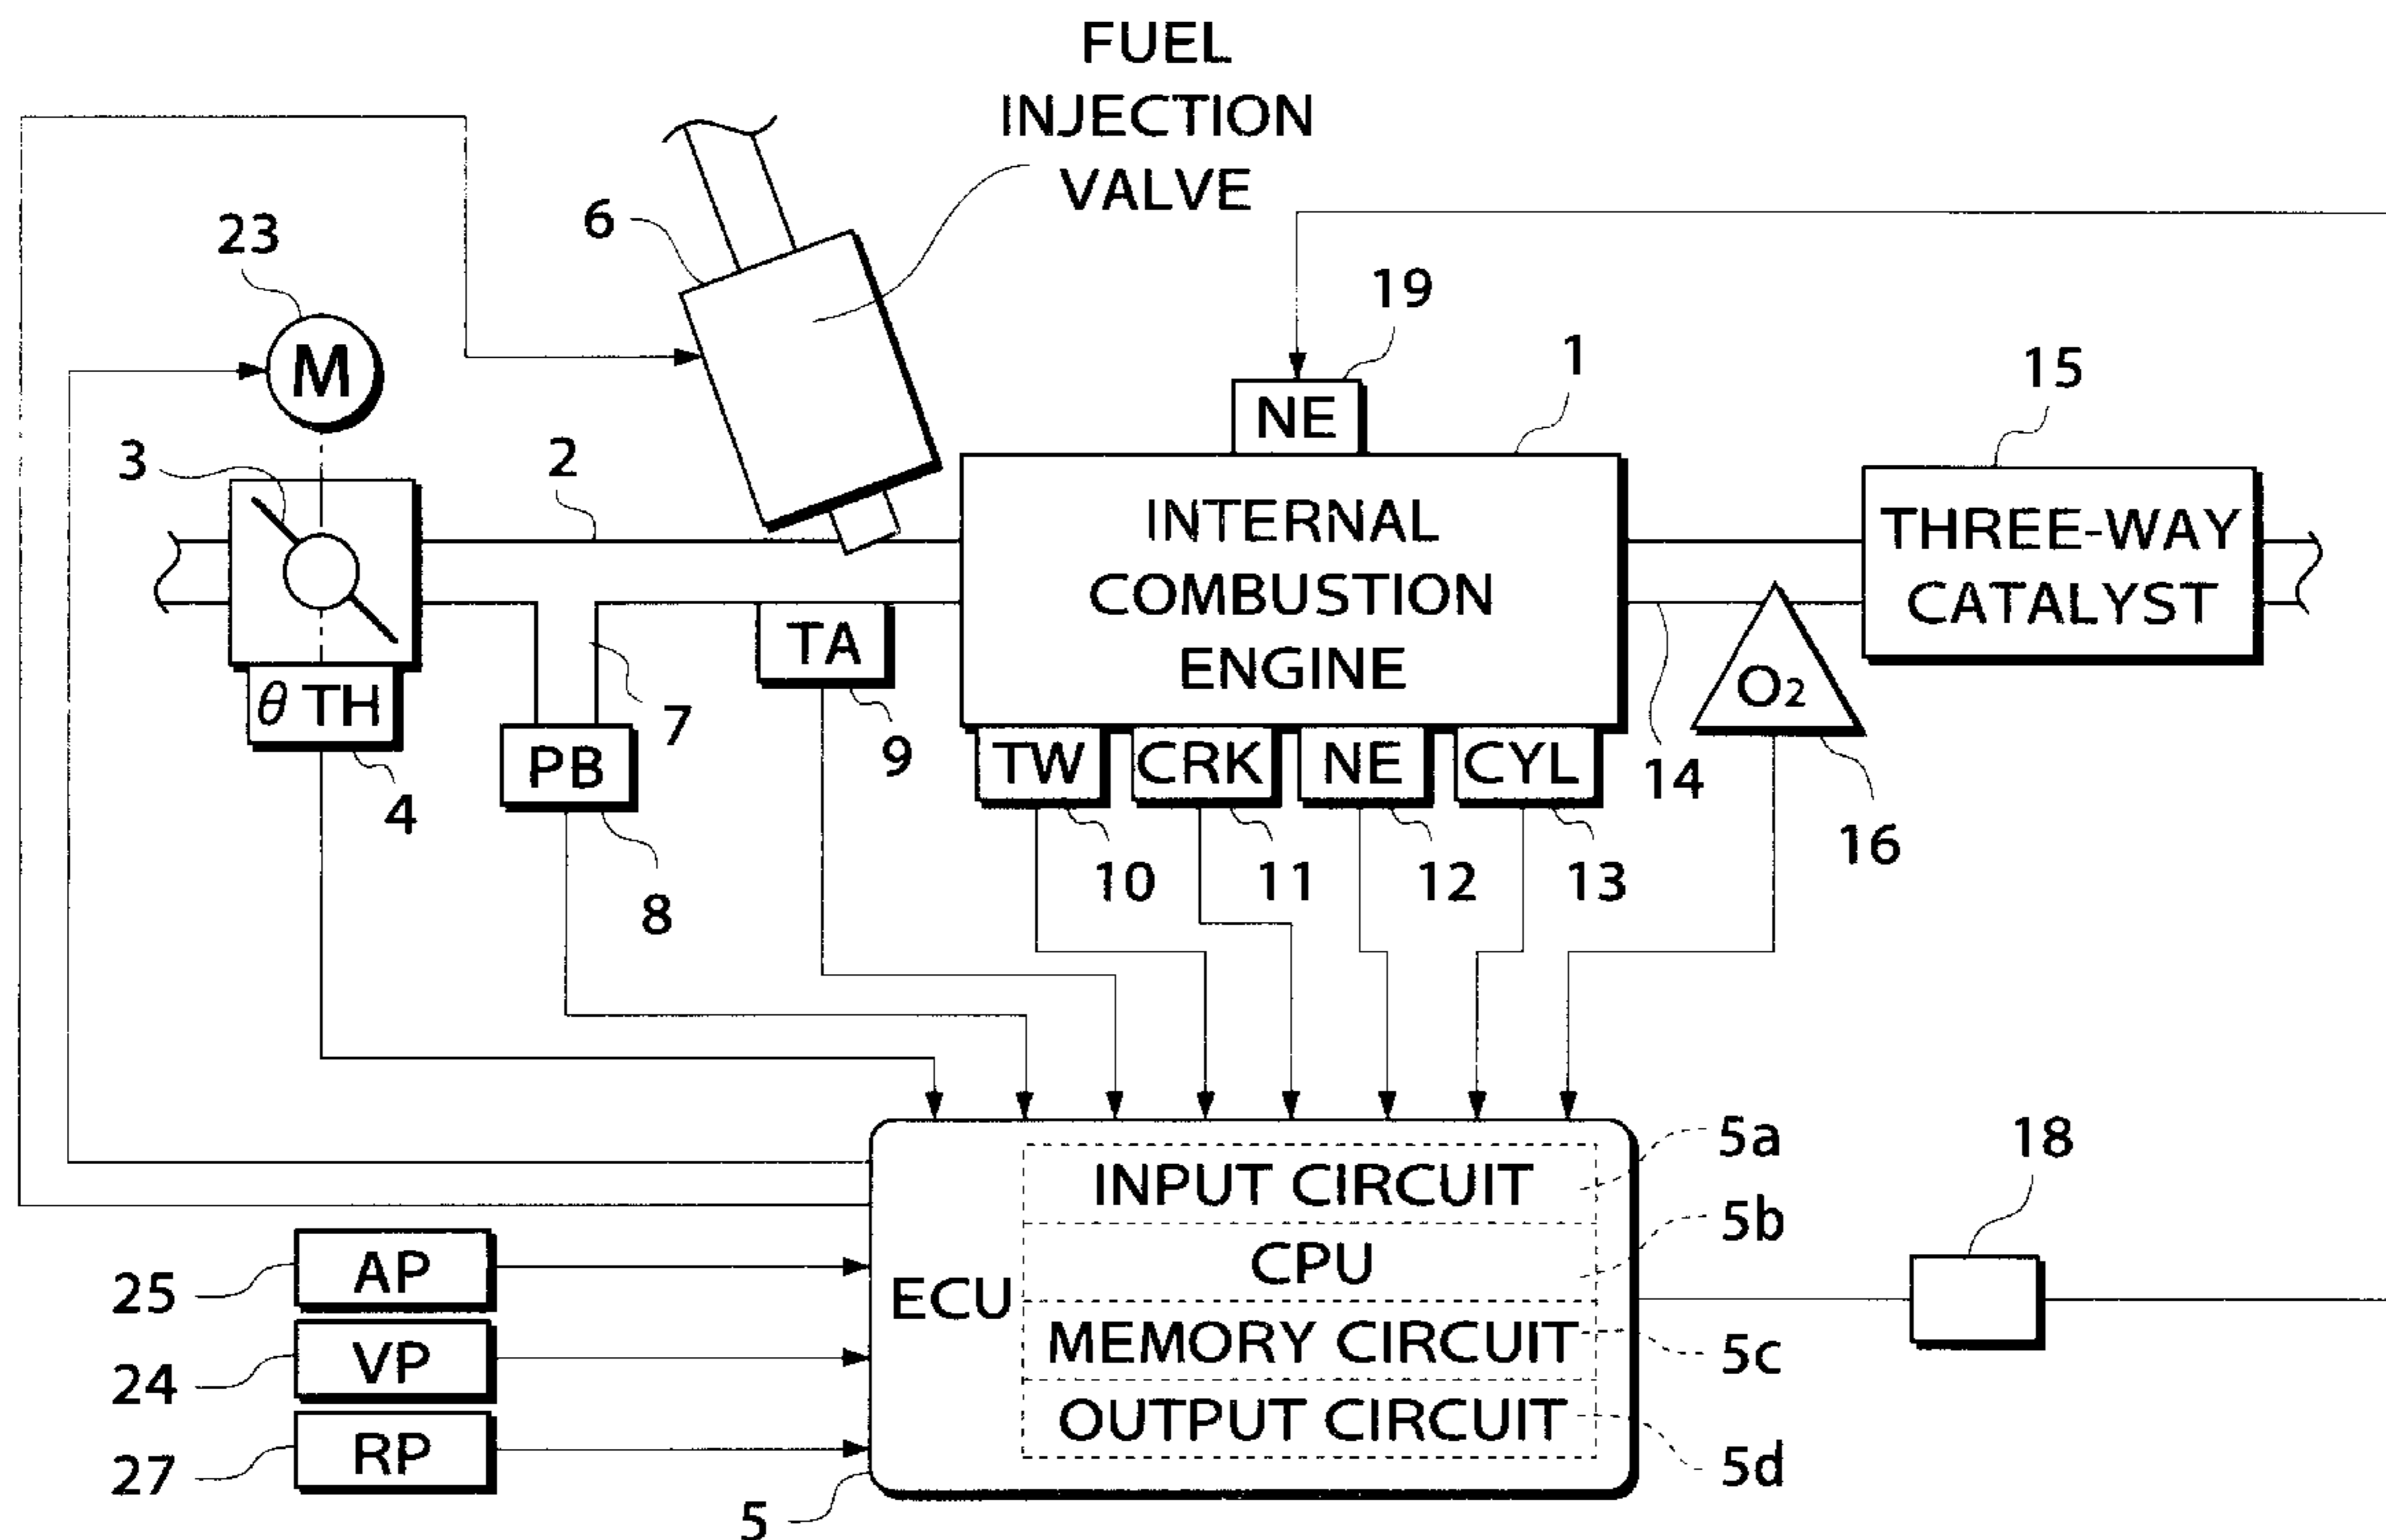 FUEL
INJECTION
VALVE
6
23
M
19
NE
1
15
3
2
INTERNAL
COMBUSTION
ENGINE
THREE-WAY
CATALYST
θ TH
4
7
PB
8
TA
9
TW
CRK
NE
CYL
10
11
12
13
14
O2
16
5a
5b
5c
5d
18
INPUT CIRCUIT
CPU
MEMORY CIRCUIT
OUTPUT CIRCUIT
ECU
25
AP
24
VP
27
RP
5